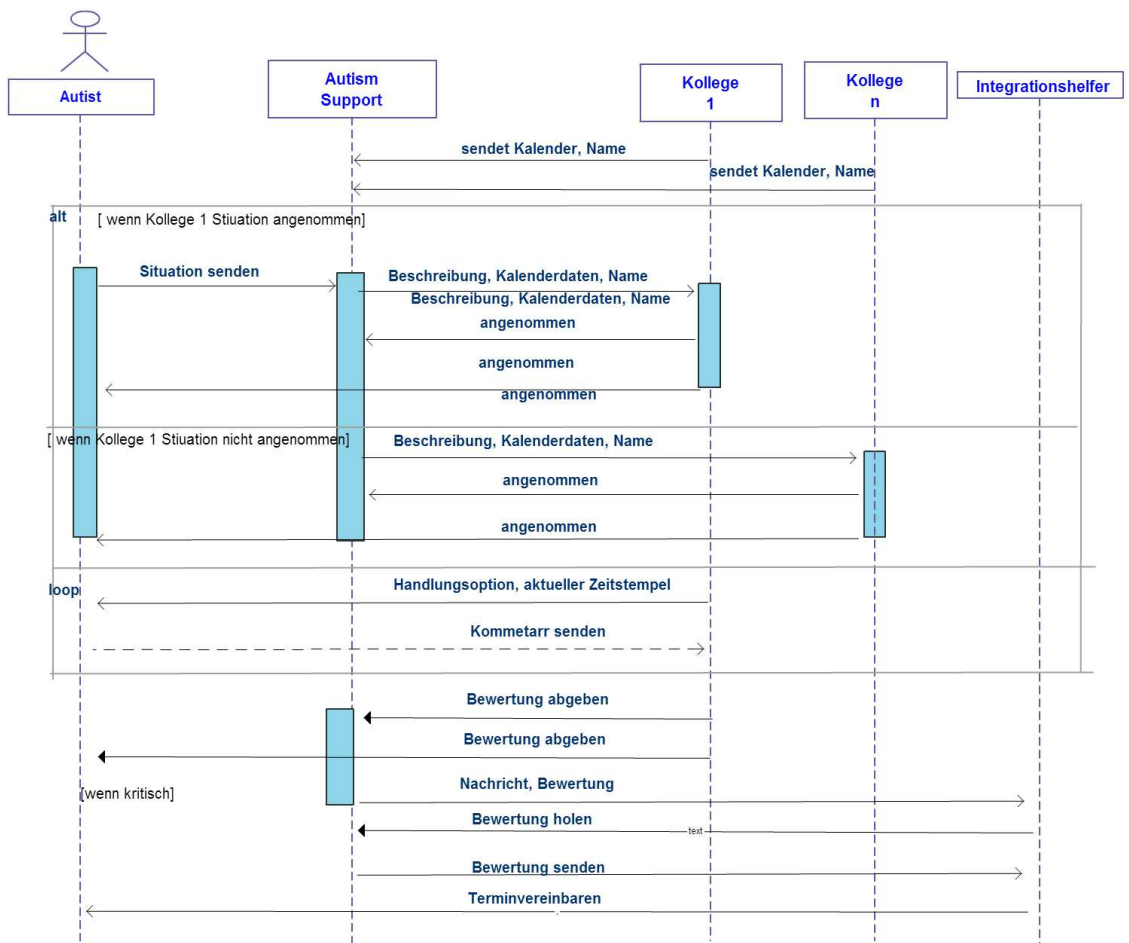 Autist
Autism
Support
Kollege
1
Kollege
n
Integrationshelfer
sendet Kalender, Name
sendet Kalender, Name
alt
[ wenn Kollege 1 Stiuation angenommen]
Situation senden
Beschreibung, Kalenderdaten, Name
Beschreibung, Kalenderdaten, Name
angenommen
angenommen
angenommen
[ wenn Kollege 1 Stiuation nicht angenommen]
Beschreibung, Kalenderdaten, Name
angenommen
angenommen
loop
Handlungsoption, aktueller Zeitstempel
Kommetarr senden
Bewertung abgeben
Bewertung abgeben
Nachricht, Bewertung
[wenn kritisch]
Bewertung holen
text
Bewertung senden
Terminvereinbaren